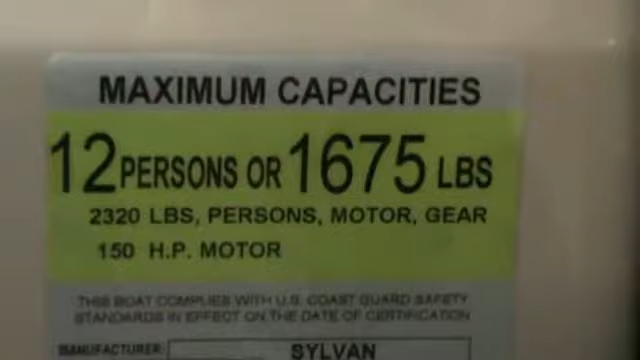 MAXIMUM CAPACITIES
12 PERSONS OR 1675 LBS
2320 LBS, PERSONS, MOTOR, GEAR
150 H.P. MOTOR
THIS BOAT COMPLIES WITH U.S. COAST GUARD SAFETY
STANDARDS IN EFFECT ON THE DATE OF CERTIFICATION
MANUFACTURER: SYLVAN